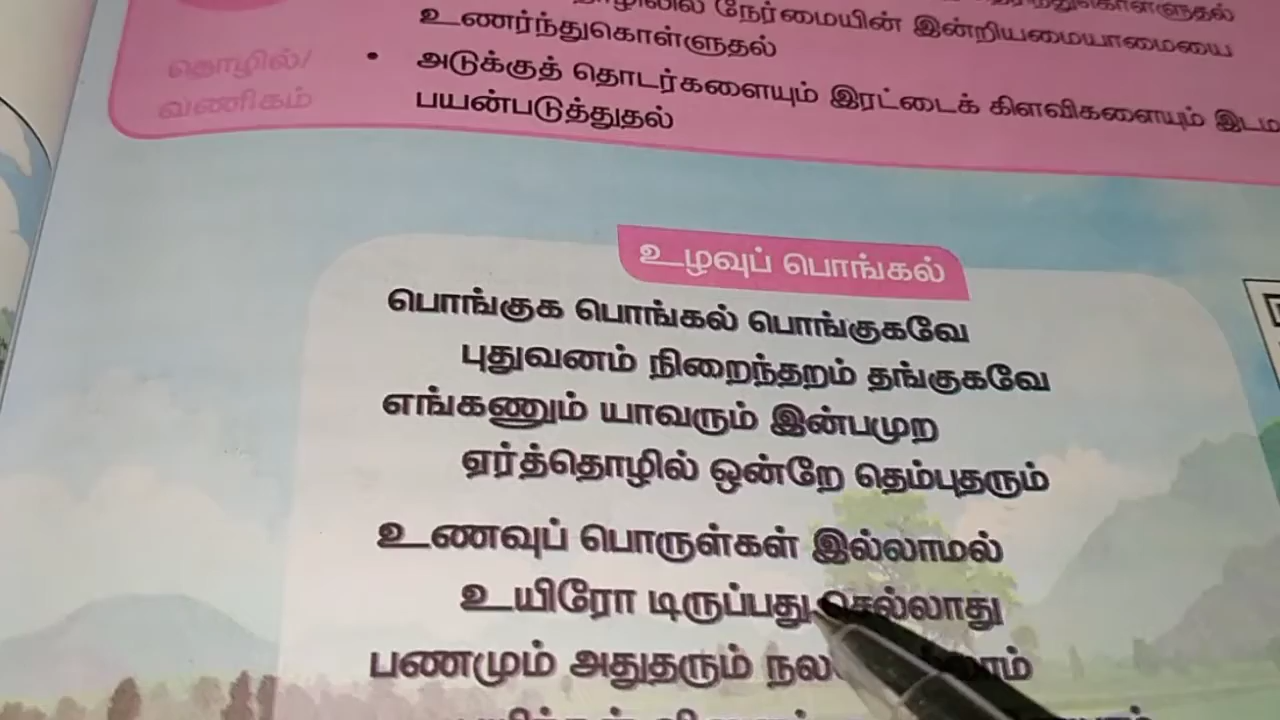 நேர்மையின் இன்றியமையாமையை
உணர்ந்துகொள்ளுதல்
தொழில்/
வணிகம்
• அடுக்குத் தொடர்களையும் இரட்டைக் கிளவிகளையும்
பயன்படுத்துதல்
உழவுப் பொங்கல்
பொங்குக பொங்கல் பொங்குகவே
புதுவனம் நிறைந்தறம் தங்குகவே
எங்கணும் யாவரும் இன்பமுற
ஏர்த்தொழில் ஒன்றே தெம்புதரும்
உணவுப் பொருள்கள் இல்லாமல்
உயிரோ டிருப்பது செல்லாது
பணமும் அதுதரும்